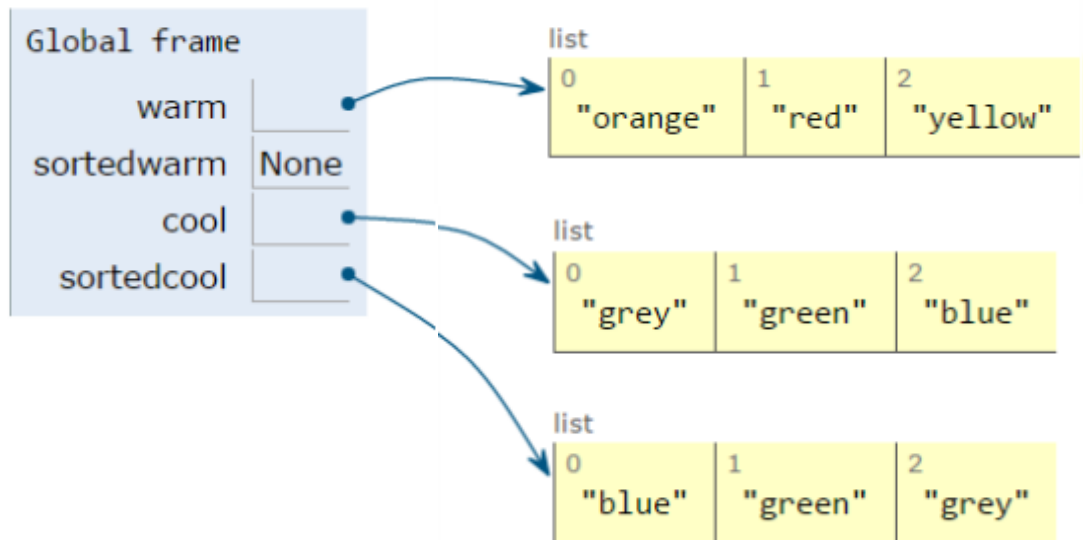 Global frame
warm
sortedwarm None
cool
sortedcool
list
0 1 2
"orange" "red" "yellow"
list
0 1 2
"grey" "green" "blue"
list
0 1 2
"blue" "green" "grey"